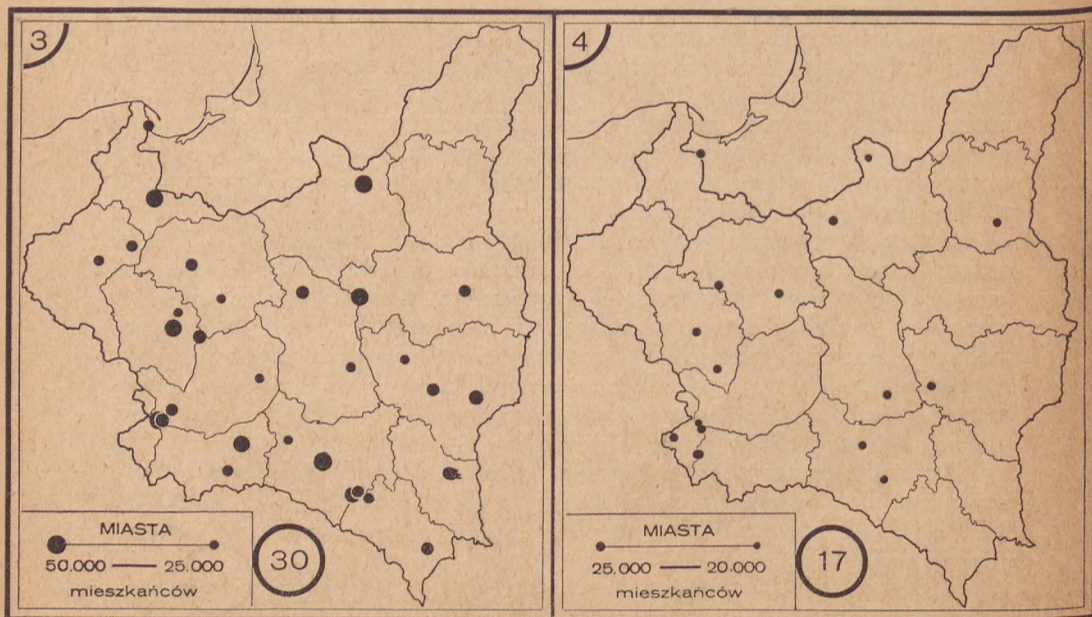 3
MIASTA
50.000 — 25.000
mieszkańców
30
4
MIASTA
25.000 — 20.000
mieszkańców
17